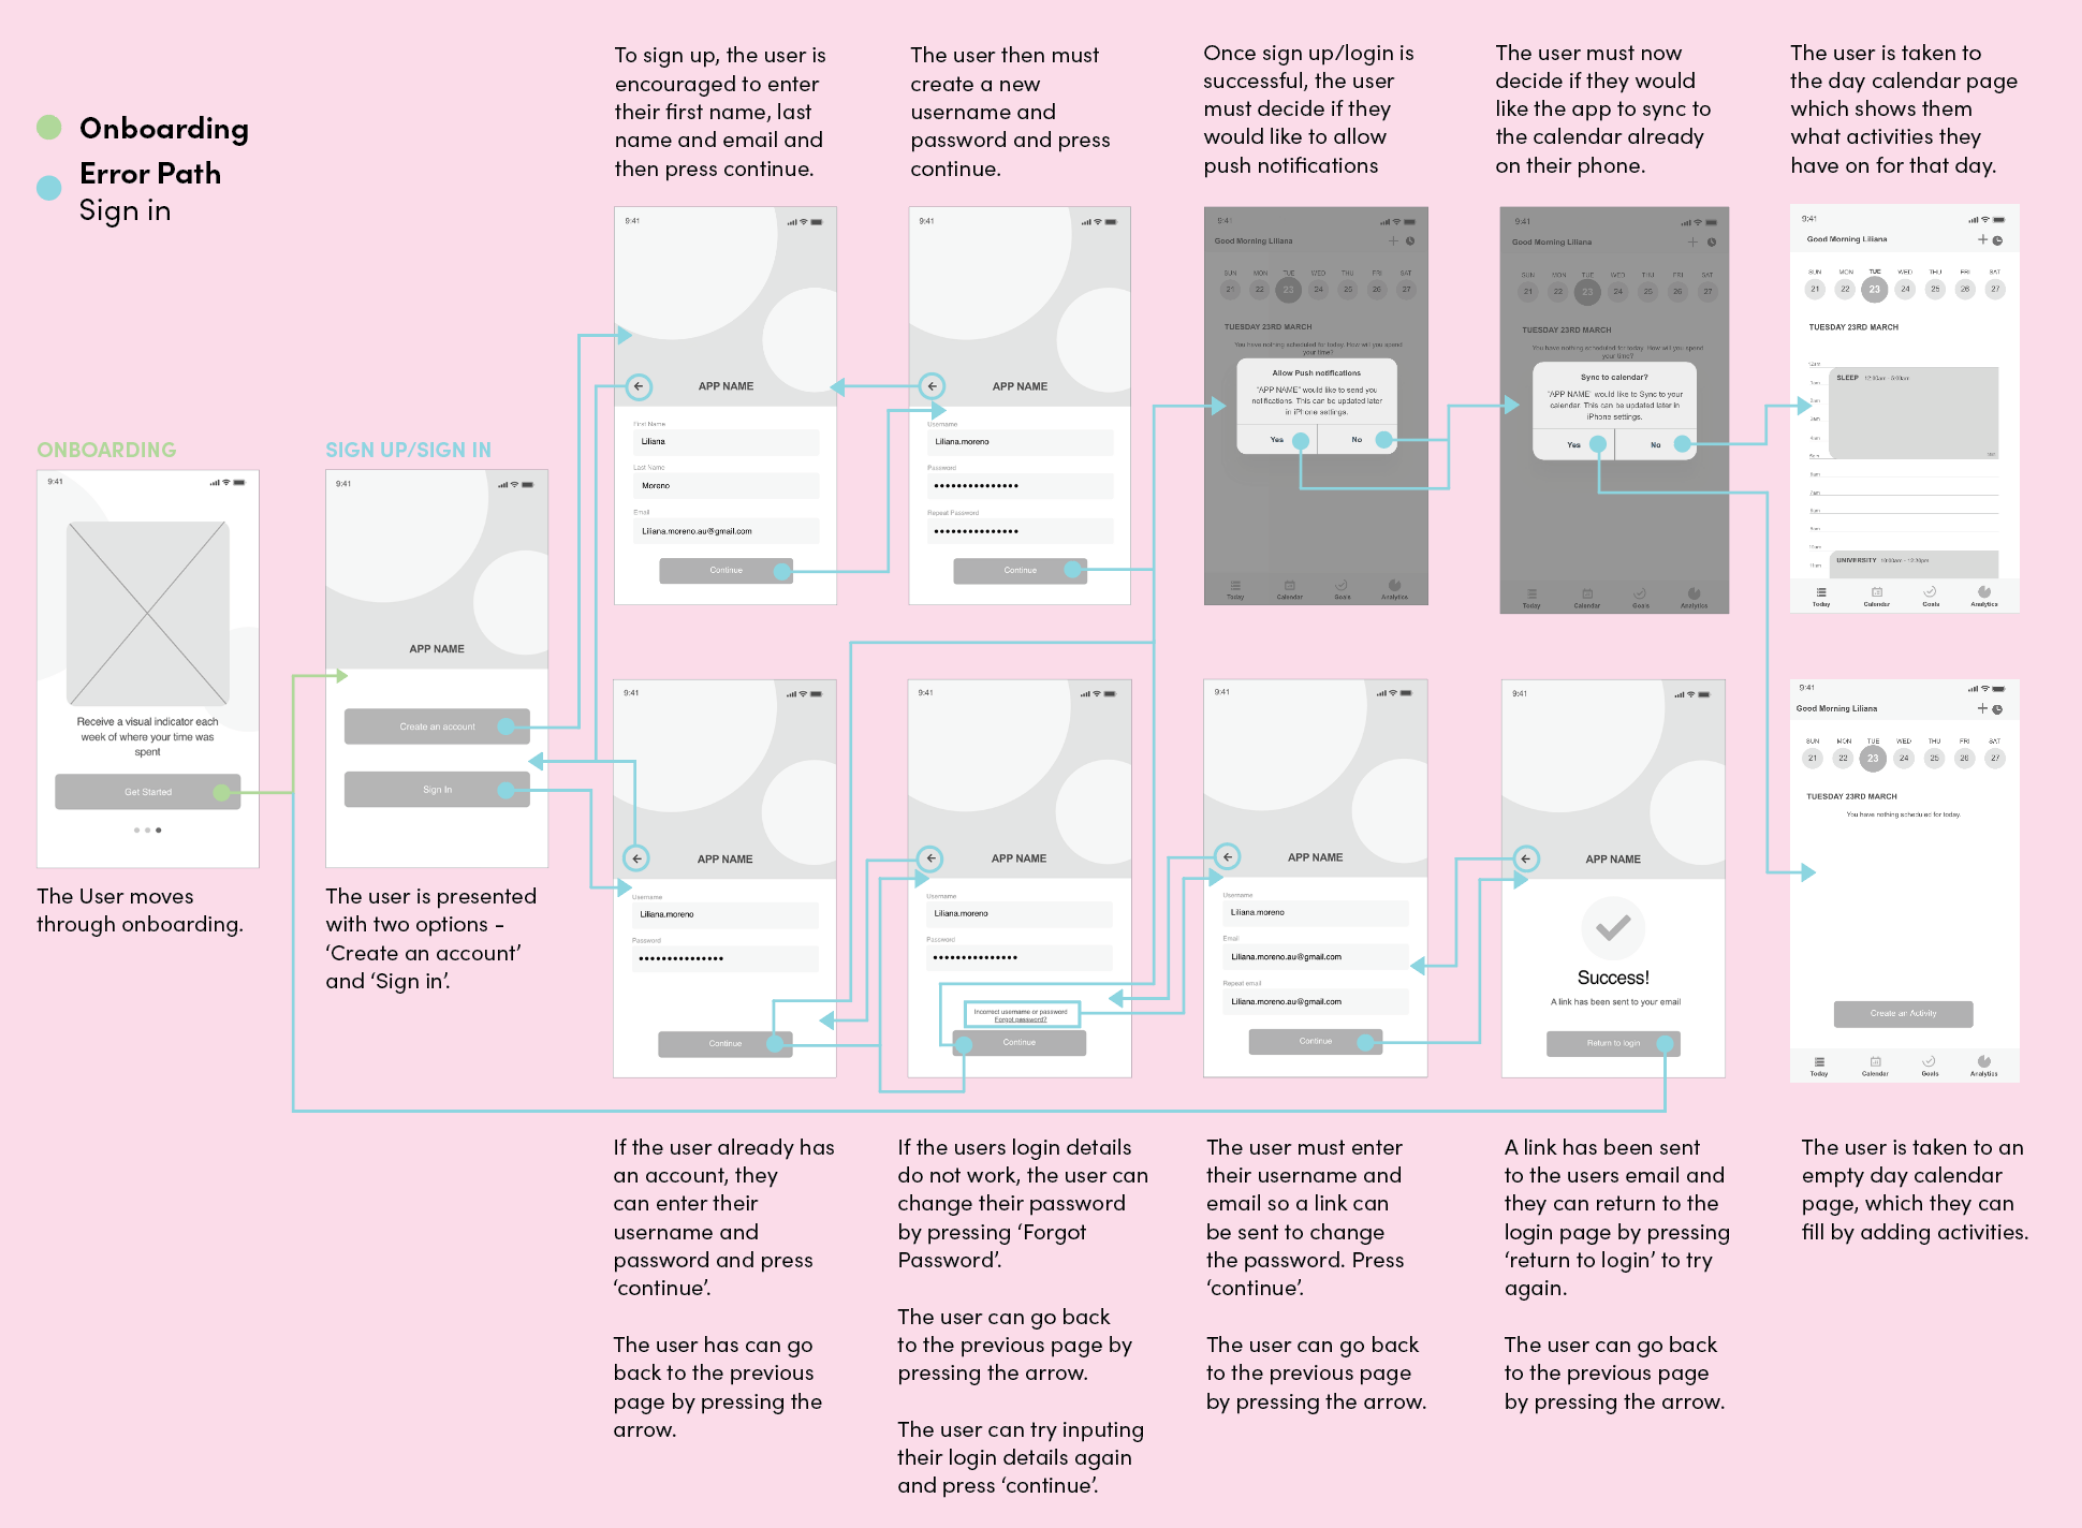 Onboarding
Error Path
Sign in
To sign up, the user is
encouraged to enter
their first name, last
name and email and
then press continue.
The user then must
create a new
username and
password and press
continue.
Once sign up/login is
successful, the user
must decide if they
would like to allow
push notifications
The user must now
decide if they would
like the app to sync to
the calendar already
on their phone.
The user is taken to
the day calendar page
which shows them
what activities they
have on for that day.
ONBOARDING
9:41
Receive a visual indicator each
week of where your time was
spent
Get Started
The User moves
through onboarding.
SIGN UP/SIGN IN
9:41
APP NAME
Create an account
Sign In
The user is presented
with two options -
‘Create an account’
and ‘Sign in’.
9:41
APP NAME
First Name
Liliana
Last Name
Moreno
Email
Liliana.moreno.au@gmail.com
Continue
9:41
APP NAME
Username
Liliana.moreno
Password
•••••••••••••••
Repeat Password
•••••••••••••••
Continue
9:41
Good Morning Liliana
SUN MON TUE WED THU FRI SAT
21 22 23 24 25 26 27
TUESDAY 23RD MARCH
You have nothing scheduled for today. How will you spend
your time?
Allow Push notifications
"APP NAME" would like to send you
notifications. This can be updated later
in iPhone settings.
Yes No
Today Calendar Goals Analytics
9:41
Good Morning Liliana
SUN MON TUE WED THU FRI SAT
21 22 23 24 25 26 27
TUESDAY 23RD MARCH
You have nothing scheduled for today. How will you spend
your time?
Sync to calendar?
"APP NAME" would like to Sync to your
calendar. This can be updated later in
iPhone settings.
Yes No
Today Calendar Goals Analytics
9:41
Good Morning Liliana
SUN MON TUE WED THU FRI SAT
21 22 23 24 25 26 27
TUESDAY 23RD MARCH
SLEEP
UNIVERSITY
Today Calendar Goals Analytics
9:41
APP NAME
Username
Liliana.moreno
Password
•••••••••••••••
Continue
9:41
APP NAME
Username
Liliana.moreno
Password
•••••••••••••••
Incorrect username or password
Forgot password?
Continue
9:41
APP NAME
Username
Liliana.moreno
Email
Liliana.moreno.au@gmail.com
Repeat email
Liliana.moreno.au@gmail.com
Continue
9:41
APP NAME
Success!
A link has been sent to your email
Return to login
9:41
Good Morning Liliana
SUN MON TUE WED THU FRI SAT
21 22 23 24 25 26 27
TUESDAY 23RD MARCH
You have nothing scheduled for today.
Create an Activity
Today Calendar Goals Analytics
If the user already has
an account, they
can enter their
username and
password and press
‘continue’.
The user has can go
back to the previous
page by pressing the
arrow.
If the users login details
do not work, the user can
change their password
by pressing ‘Forgot
Password’.
The user can go back
to the previous page by
pressing the arrow.
The user can try inputing
their login details again
and press ‘continue’.
The user must enter
their username and
email so a link can
be sent to change
the password. Press
‘continue’.
The user can go back
to the previous page
by pressing the arrow.
A link has been sent
to the users email and
they can return to the
login page by pressing
‘return to login’ to try
again.
The user can go back
to the previous page
by pressing the arrow.
The user is taken to an
empty day calendar
page, which they can
fill by adding activities.